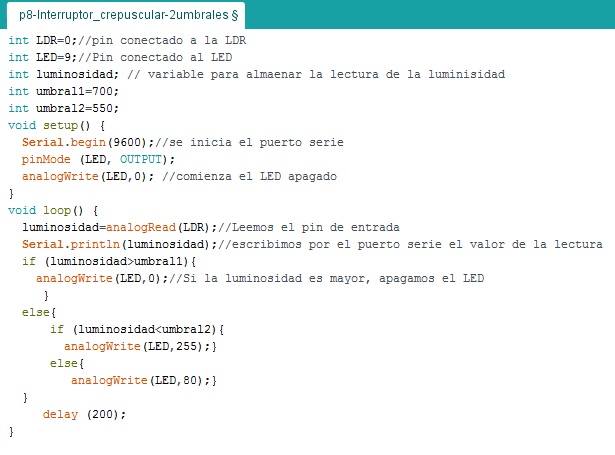 p8-Interruptor_crepuscular-2umbrales §
int LDR=0;//pin conectado a la LDR
int LED=9;//Pin conectado al LED
int luminosidad; // variable para almaenar la lectura de la luminisidad
int umbral1=700;
int umbral2=550;
void setup() {
  Serial.begin(9600);//se inicia el puerto serie
  pinMode (LED, OUTPUT);
  analogWrite(LED,0); //comienza el LED apagado
}
void loop() {
  luminosidad=analogRead(LDR);//Leemos el pin de entrada
  Serial.println(luminosidad);//escribimos por el puerto serie el valor de la lectura
  if (luminosidad>umbral1){
    analogWrite(LED,0);//Si la luminosidad es mayor, apagamos el LED
     }
  else{
      if (luminosidad<umbral2){
        analogWrite(LED,255);}
      else{
         analogWrite(LED,80);}
  }
     delay (200);
}